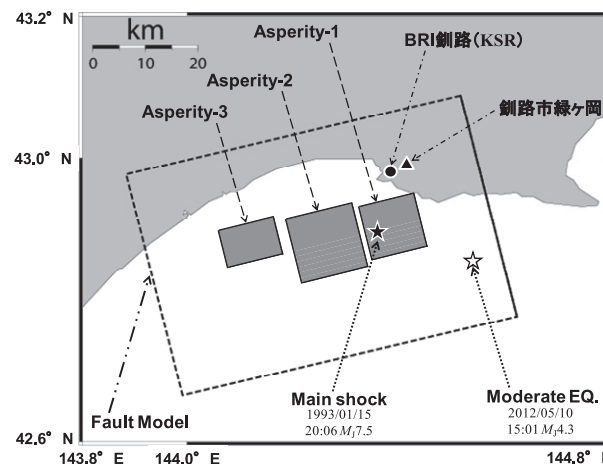 43.2° N
km
0 10 20
Asperity-1
BRI釧路(KSR)
Asperity-2
釧路市緑ヶ岡
Asperity-3
43.0° N
Fault Model
Main shock
1993/01/15
20:06 MJ7.5
Moderate EQ.
2012/05/10
15:01 MJ4.3
42.6° N
143.8° E
144.0° E
144.8° E